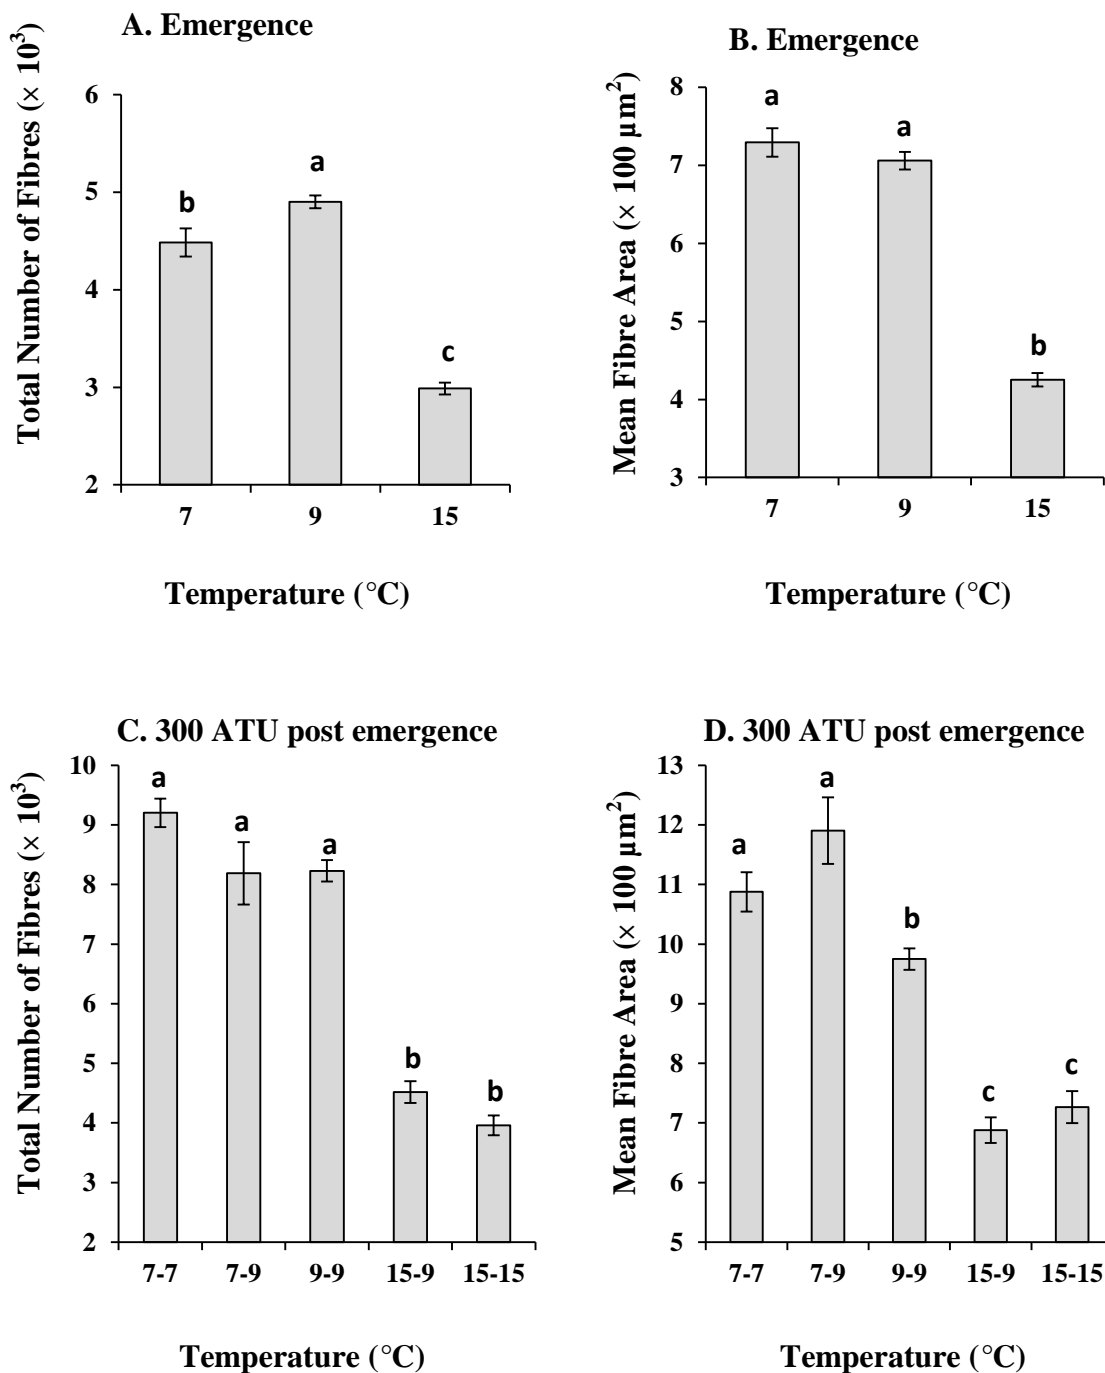 A. Emergence
Total Number of Fibres (× 10³)
6
5
4
3
2
b
a
c
7 9 15
Temperature (°C)
B. Emergence
Mean Fibre Area (× 100 µm²)
8
7
6
5
4
3
a
a
b
7 9 15
Temperature (°C)
C. 300 ATU post emergence
Total Number of Fibres (× 10³)
10
9
8
7
6
5
4
3
2
a
a
a
b
b
7-7 7-9 9-9 15-9 15-15
Temperature (°C)
D. 300 ATU post emergence
Mean Fibre Area (× 100 µm²)
13
12
11
10
9
8
7
6
5
a
a
b
c
c
7-7 7-9 9-9 15-9 15-15
Temperature (°C)